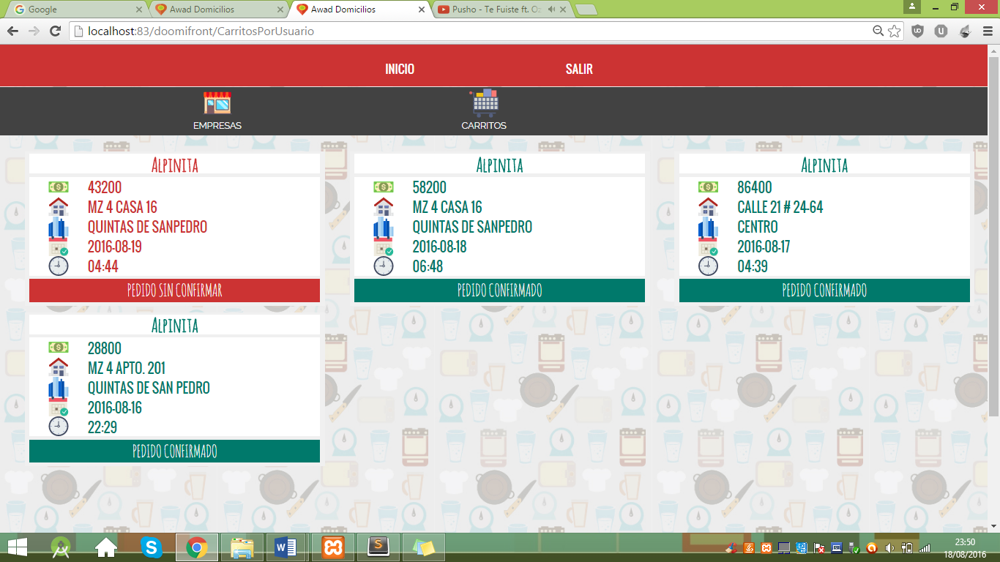 Google
Awad Domicilios
Awad Domicilios
Pusho - Te Fuiste ft. Oz
localhost:83/doomifront/CarritosPorUsuario
INICIO
SALIR
EMPRESAS
CARRITOS
Alpinita
43200
MZ 4 CASA 16
QUINTAS DE SANPEDRO
2016-08-19
04:44
PEDIDO SIN CONFIRMAR
Alpinita
58200
MZ 4 CASA 16
QUINTAS DE SANPEDRO
2016-08-18
06:48
PEDIDO CONFIRMADO
Alpinita
86400
CALLE 21 # 24-64
CENTRO
2016-08-17
04:39
PEDIDO CONFIRMADO
Alpinita
28800
MZ 4 APTO. 201
QUINTAS DE SAN PEDRO
2016-08-16
22:29
PEDIDO CONFIRMADO
23:50
18/08/2016